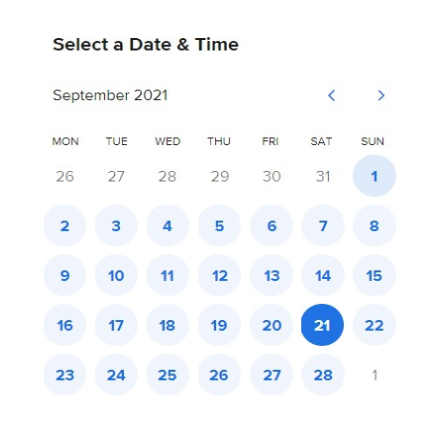 Select a Date & Time
September 2021
MON TUE WED THU FRI SAT SUN
26 27 28 29 30 31 1
2 3 4 5 6 7 8
9 10 11 12 13 14 15
16 17 18 19 20 21 22
23 24 25 26 27 28 1